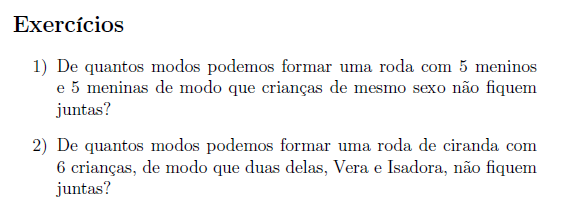 Exercícios
1) De quantos modos podemos formar uma roda com 5 meninos
e 5 meninas de modo que crianças de mesmo sexo não fiquem
juntas?
2) De quantos modos podemos formar uma roda de ciranda com
6 crianças, de modo que duas delas, Vera e Isadora, não fiquem
juntas?